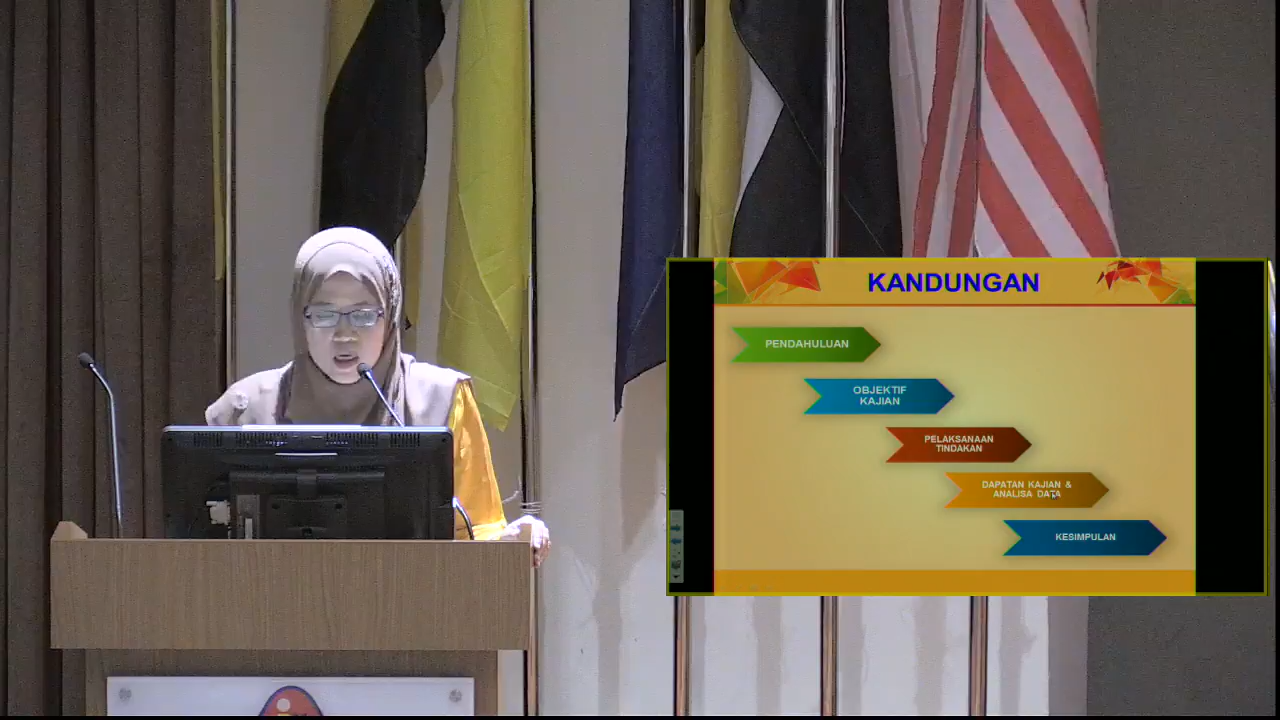 KANDUNGAN
PENDAHULUAN
OBJEKTIF
KAJIAN
PELAKSANAAN
TINDAKAN
DAPATAN KAJIAN &
ANALISA DATA
KESIMPULAN